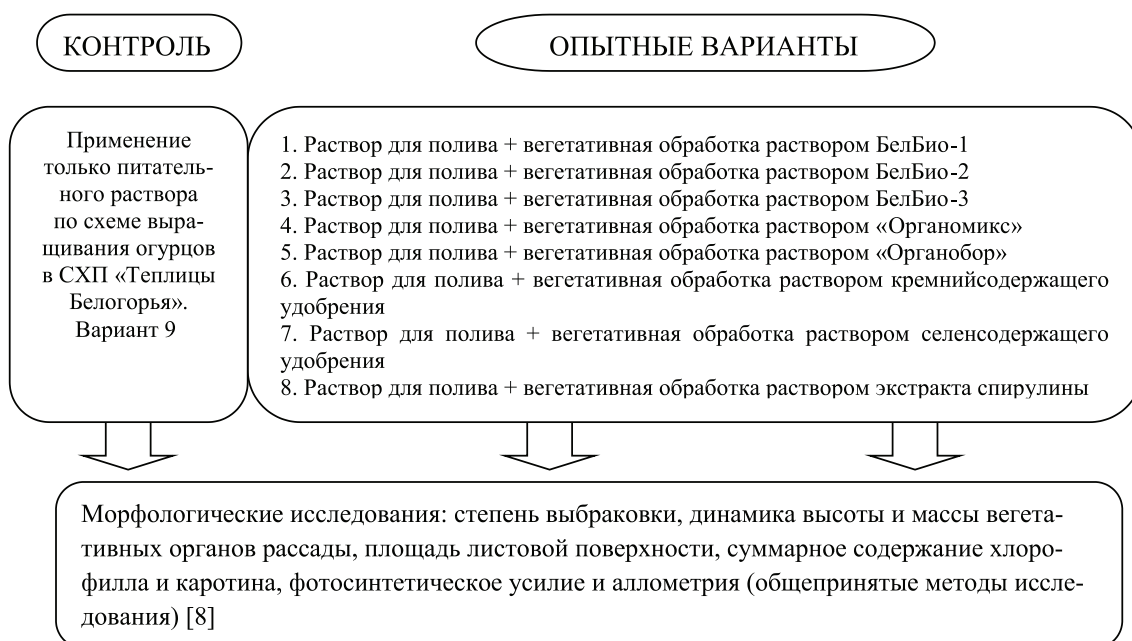 КОНТРОЛЬ
ОПЫТНЫЕ ВАРИАНТЫ
Применение
только питатель-
ного раствора
по схеме выра-
щивания огурцов
в СХП «Теплицы
Белогорья».
Вариант 9
1. Раствор для полива + вегетативная обработка раствором БелБио-1
2. Раствор для полива + вегетативная обработка раствором БелБио-2
3. Раствор для полива + вегетативная обработка раствором БелБио-3
4. Раствор для полива + вегетативная обработка раствором «Органомикс»
5. Раствор для полива + вегетативная обработка раствором «Органобор»
6. Раствор для полива + вегетативная обработка раствором кремнийсодержащего
удобрения
7. Раствор для полива + вегетативная обработка раствором селенсодержащего
удобрения
8. Раствор для полива + вегетативная обработка раствором экстракта спирулины
Морфологические исследования: степень выбраковки, динамика высоты и массы вегета-
тивных органов рассады, площадь листовой поверхности, суммарное содержание хлоро-
филла и каротина, фотосинтетическое усилие и аллометрия (общепринятые методы иссле-
дования) [8]